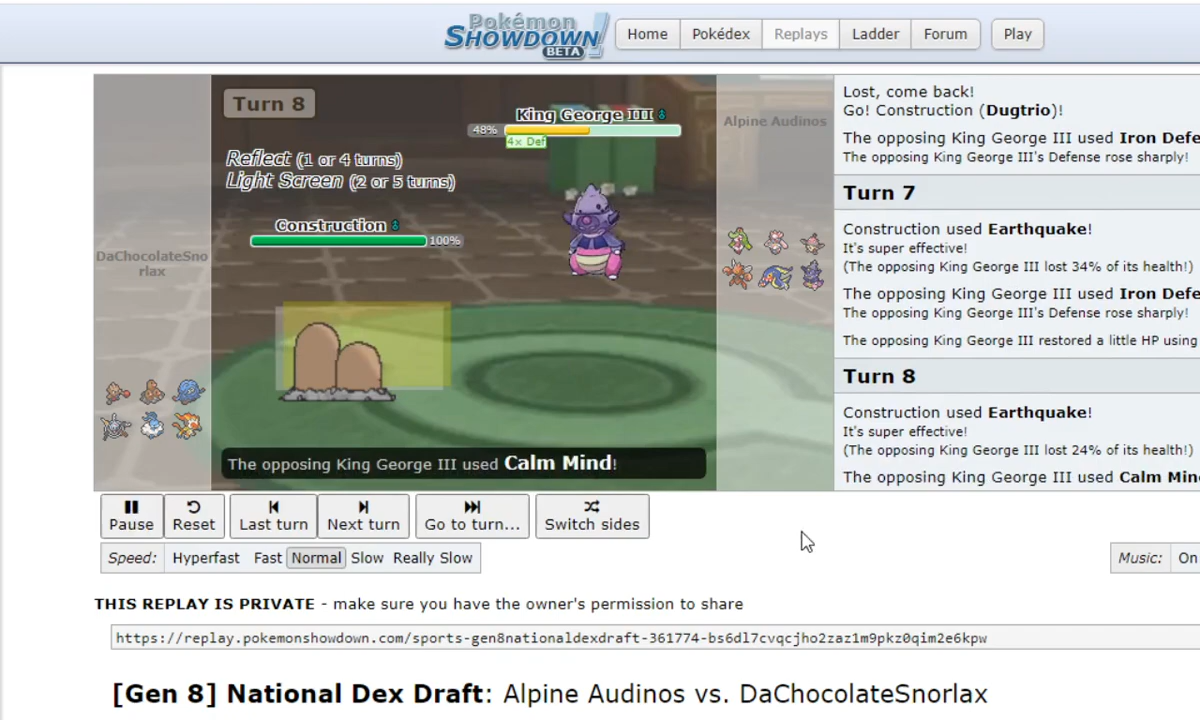 Pokémon
SHOWDOWN!
BETA
Home
Pokédex
Replays
Ladder
Forum
Play
Turn 8
King George III
48%
4x Def
Reflect (1 or 4 turns)
Light Screen (2 or 5 turns)
Construction
100%
DaChocolateSno
rlax
Alpine Audinos
The opposing King George III used Calm Mind!
Lost, come back!
Go! Construction (Dugtrio)!
The opposing King George III used Iron Defe
The opposing King George III's Defense rose sharply!
Turn 7
Construction used Earthquake!
It's super effective!
(The opposing King George III lost 34% of its health!)
The opposing King George III used Iron Defe
The opposing King George III's Defense rose sharply!
The opposing King George III restored a little HP using
Turn 8
Construction used Earthquake!
It's super effective!
(The opposing King George III lost 24% of its health!)
The opposing King George III used Calm Min
Pause
Reset
Last turn
Next turn
Go to turn...
Switch sides
Speed: Hyperfast Fast Normal Slow Really Slow
Music: On
THIS REPLAY IS PRIVATE - make sure you have the owner's permission to share
https://replay.pokemonshowdown.com/sports-gen8nationaldexdraft-361774-bs6dl7cvqcjho2zaz1m9pkz0qim2e6kpw
[Gen 8] National Dex Draft: Alpine Audinos vs. DaChocolateSnorlax